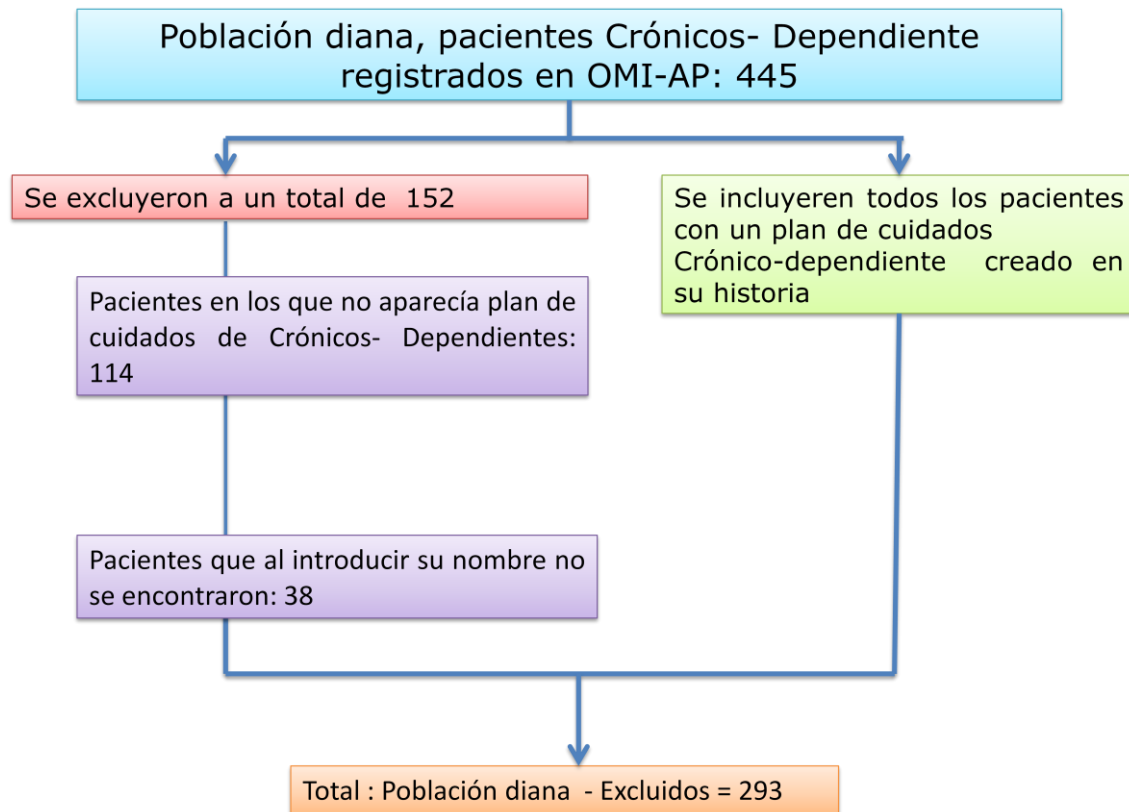 Población diana, pacientes Crónicos- Dependiente
registrados en OMI-AP: 445
Se excluyeron a un total de 152
Se incluyeren todos los pacientes
con un plan de cuidados
Crónico-dependiente creado en
su historia
Pacientes en los que no aparecía plan de
cuidados de Crónicos- Dependientes:
114
Pacientes que al introducir su nombre no
se encontraron: 38
Total : Población diana - Excluidos = 293